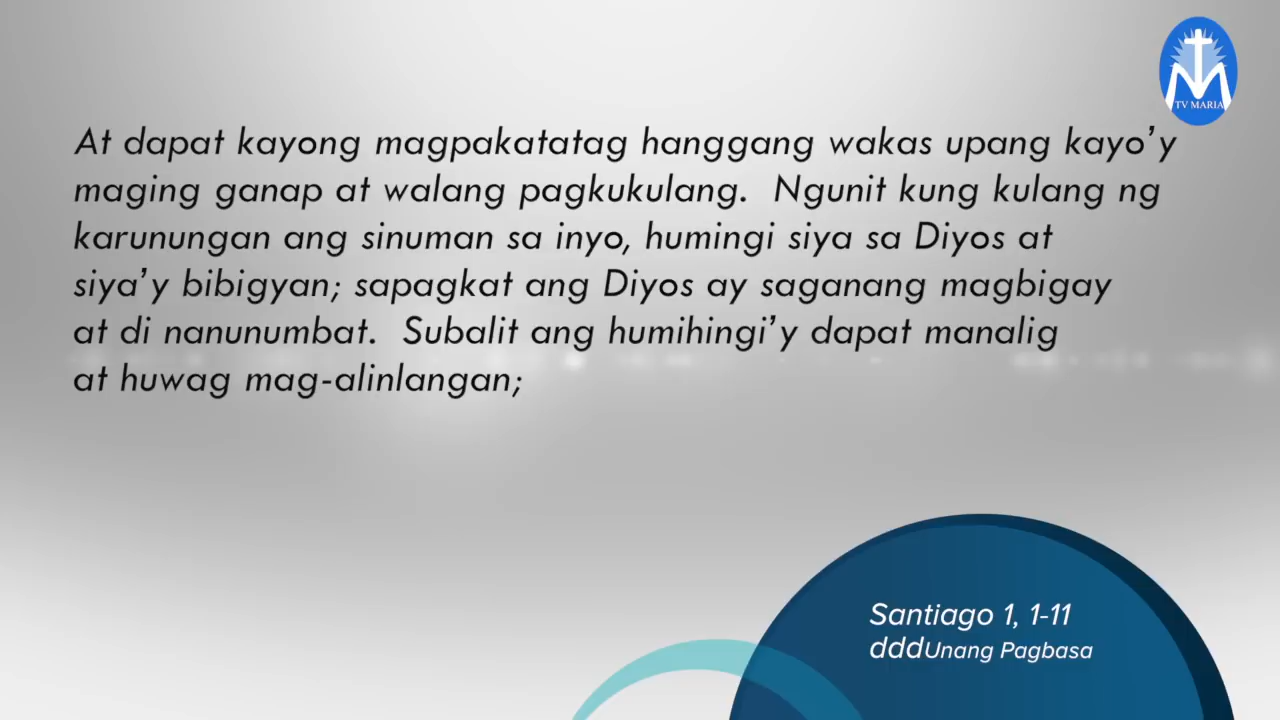 TV MARIA
At dapat kayong magpakatatag hanggang wakas upang kayo’y
maging ganap at walang pagkukulang.  Ngunit kung kulang ng
karunungan ang sinuman sa inyo, humingi siya sa Diyos at
siya’y bibigyan; sapagkat ang Diyos ay saganang magbigay
at di nanunumbat.  Subalit ang humihingi’y dapat manalig
at huwag mag-alinlangan;
Santiago 1, 1-11
dddUnang Pagbasa